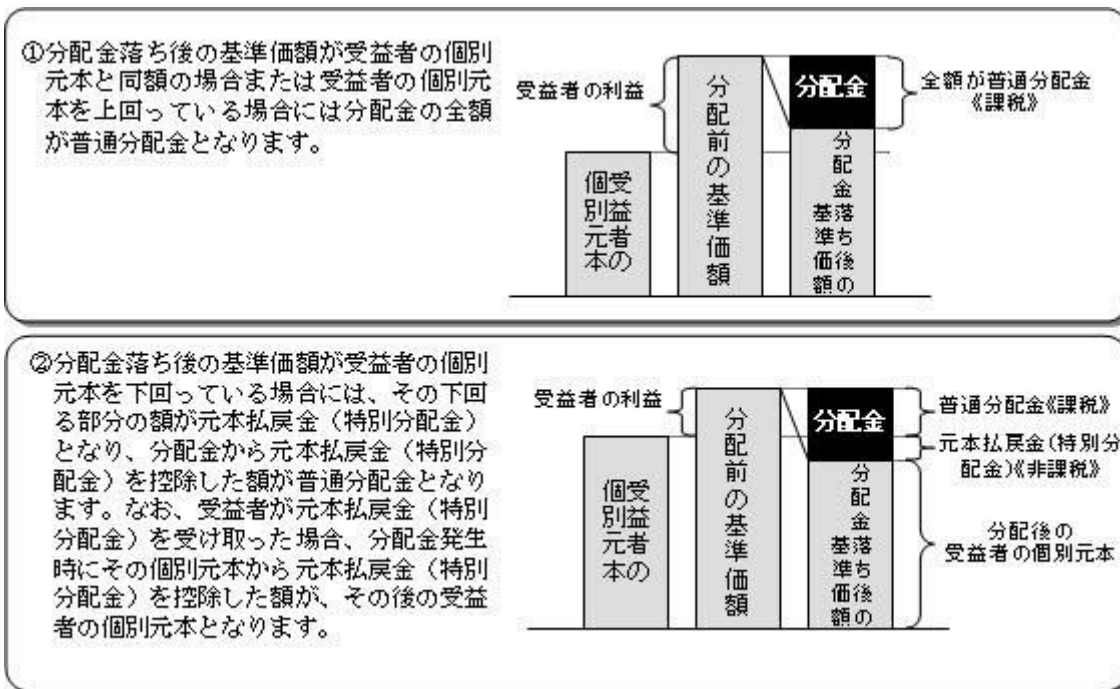 ①分配金落ち後の基準価額が受益者の個別
元本と同額の場合または受益者の個別元
本を上回っている場合には分配金の全額
が普通分配金となります。
受益者の利益
受益者の
個別元本
分配前の基準価額
分配金
分配金落ち後の
基準価額
全額が普通分配金
《課税》
②分配金落ち後の基準価額が受益者の個別
元本を下回っている場合には、その下回
る部分の額が元本払戻金（特別分配金）
となり、分配金から元本払戻金（特別分
配金）を控除した額が普通分配金となり
ます。なお、受益者が元本払戻金（特別
分配金）を受け取った場合、分配金発生
時にその個別元本から元本払戻金（特別
分配金）を控除した額が、その後の受益
者の個別元本となります。
受益者の利益
受益者の
個別元本
分配前の基準価額
分配金
分配金落ち後の
基準価額
普通分配金《課税》
元本払戻金(特別分
配金)《非課税》
分配後の
受益者の個別元本